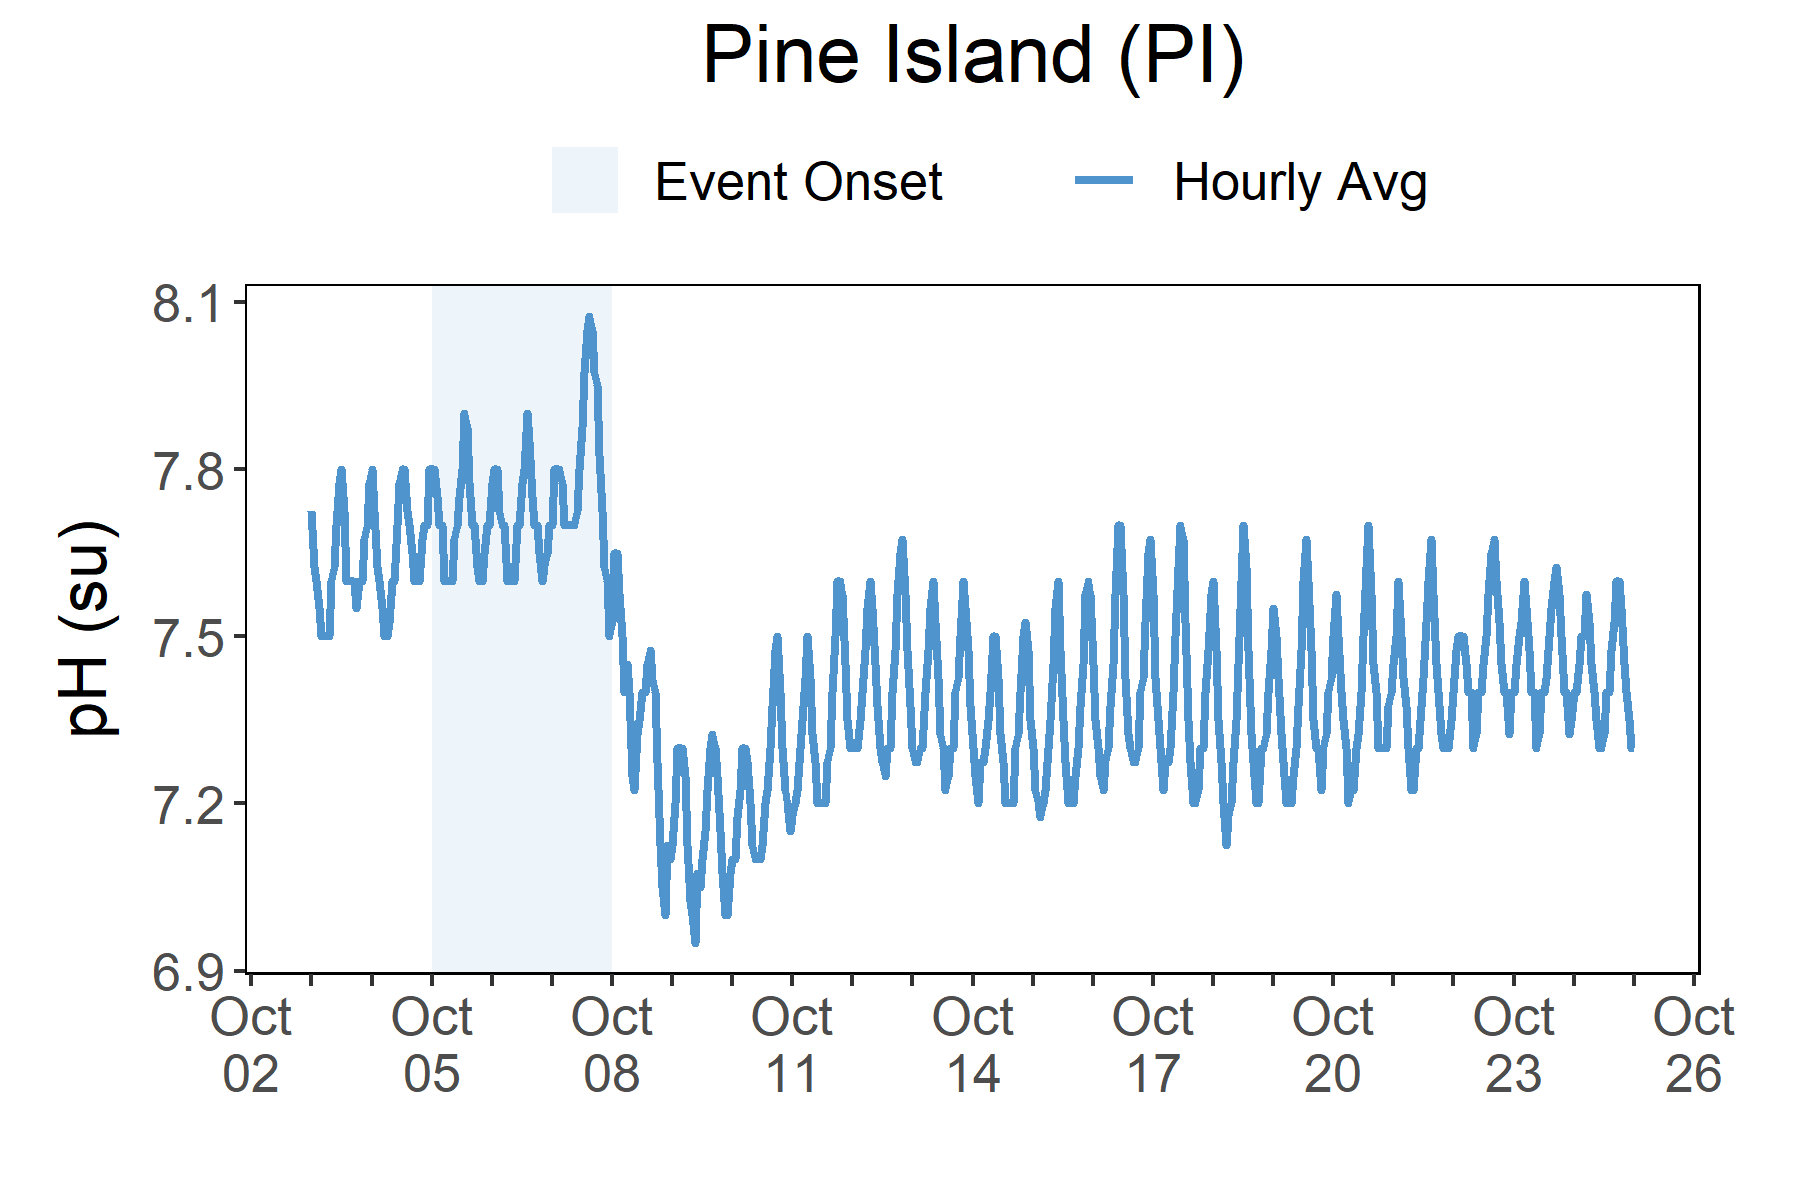 Pine Island (PI)
Event Onset
Hourly Avg
pH (su)
8.1
7.8
7.5
7.2
6.9
Oct 02
Oct 05
Oct 08
Oct 11
Oct 14
Oct 17
Oct 20
Oct 23
Oct 26